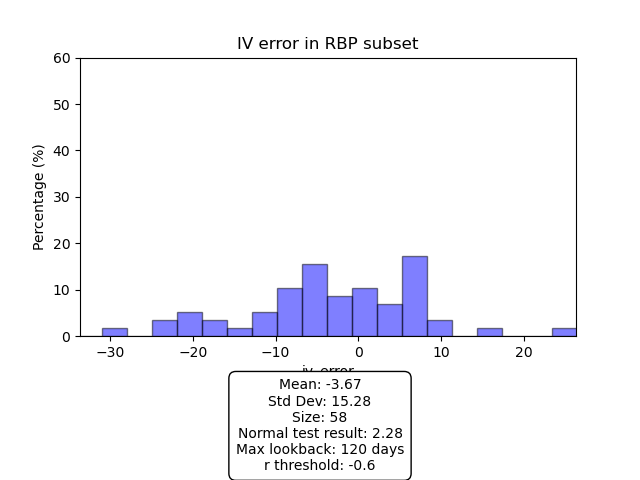 IV error in RBP subset
Percentage (%)
60
50
40
30
20
10
0
−30
−20
−10
0
10
20
iv_error
Mean: -3.67
Std Dev: 15.28
Size: 58
Normal test result: 2.28
Max lookback: 120 days
r threshold: -0.6